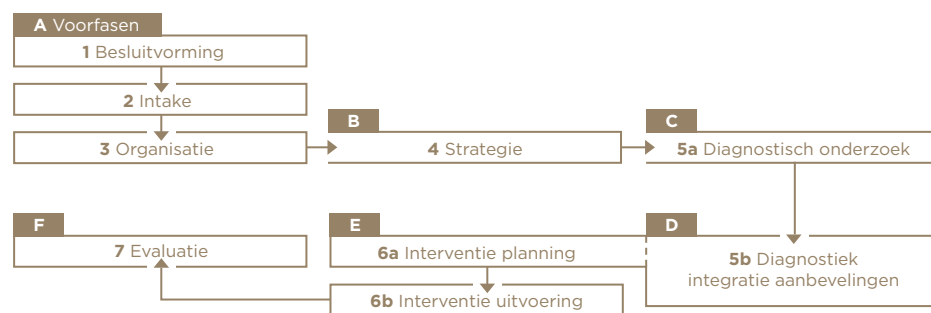 A Voorfasen
1 Besluitvorming
2 Intake
3 Organisatie
B
4 Strategie
C
5a Diagnostisch onderzoek
D
5b Diagnostiek
integratie aanbevelingen
E
6a Interventie planning
6b Interventie uitvoering
F
7 Evaluatie